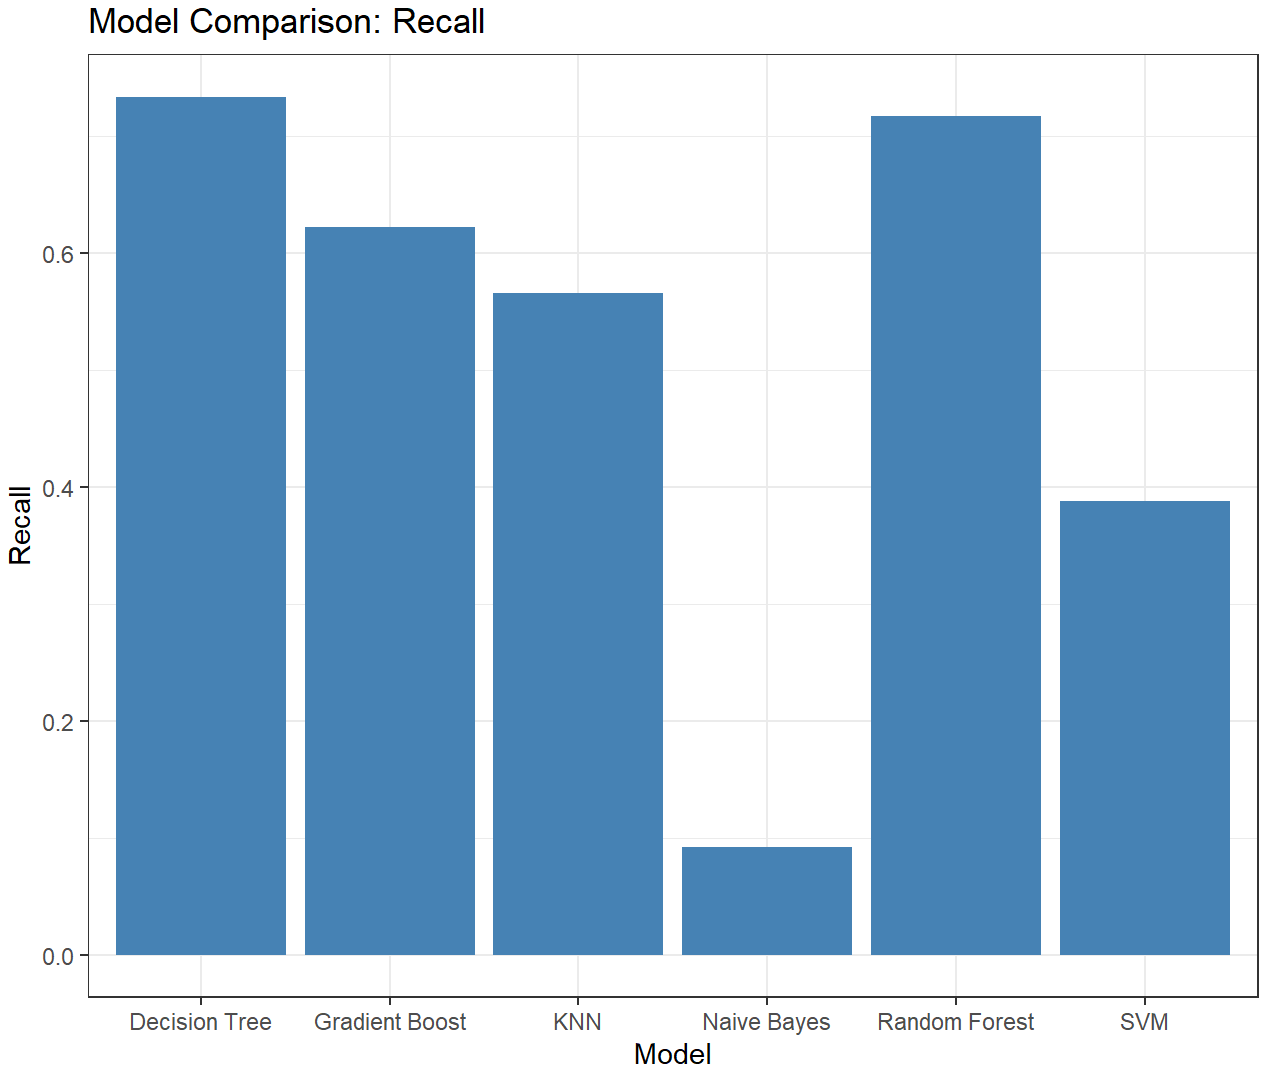 Model Comparison: Recall
Recall
0.6
0.4
0.2
0.0
Decision Tree
Gradient Boost
KNN
Naive Bayes
Random Forest
SVM
Model